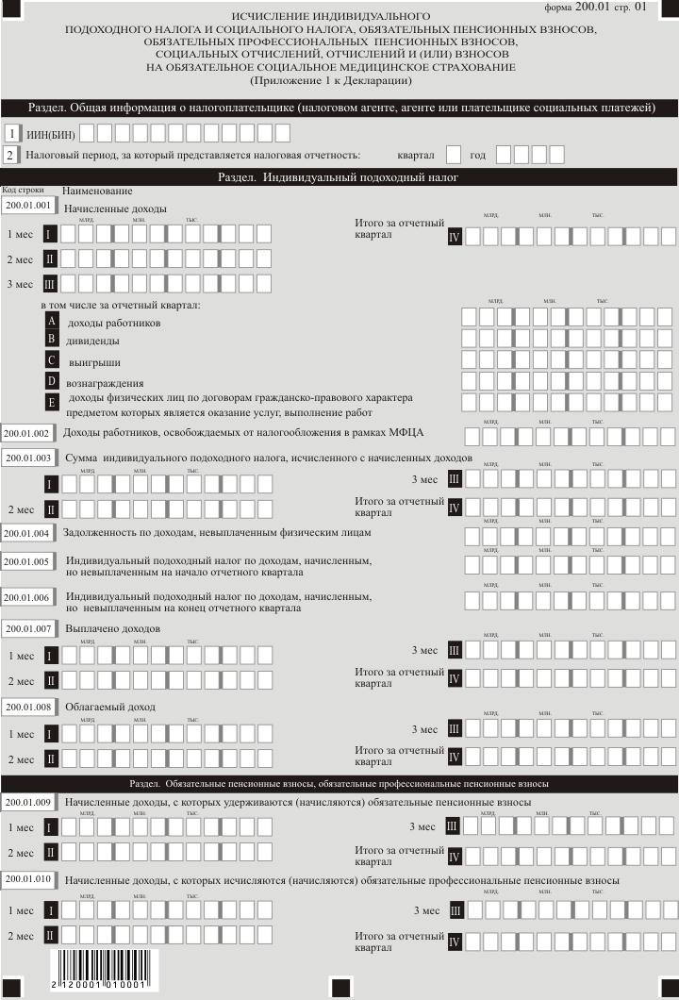 форма 200.01 стр. 01
ИСЧИСЛЕНИЕ ИНДИВИДУАЛЬНОГО
ПОДОХОДНОГО НАЛОГА И СОЦИАЛЬНОГО НАЛОГА, ОБЯЗАТЕЛЬНЫХ ПЕНСИОННЫХ ВЗНОСОВ,
ОБЯЗАТЕЛЬНЫХ ПРОФЕССИОНАЛЬНЫХ ПЕНСИОННЫХ ВЗНОСОВ,
СОЦИАЛЬНЫХ ОТЧИСЛЕНИЙ, ОТЧИСЛЕНИЙ И (ИЛИ) ВЗНОСОВ
НА ОБЯЗАТЕЛЬНОЕ СОЦИАЛЬНОЕ МЕДИЦИНСКОЕ СТРАХОВАНИЕ
(Приложение 1 к Декларации)
Раздел. Общая информация о налогоплательщике (налоговом агенте, агенте или плательщике социальных платежей)
1 ИИН(БИН)
2 Налоговый период, за который представляется налоговая отчетность: квартал год
Раздел. Индивидуальный подоходный налог
Код строки Наименование
200.01.001 Начисленные доходы
МЛРД. МЛН. ТЫС. МЛРД. МЛН. ТЫС.
1 мес I Итого за отчетный
квартал IV
2 мес II
3 мес III
в том числе за отчетный квартал: МЛРД. МЛН. ТЫС.
A доходы работников
B дивиденды
C выигрыши
D вознаграждения
E доходы физических лиц по договорам гражданско-правового характера
предметом которых является оказание услуг, выполнение работ
МЛРД. МЛН. ТЫС.
200.01.002 Доходы работников, освобождаемых от налогообложения в рамках МФЦА
200.01.003 Сумма индивидуального подоходного налога, исчисленного с начисленных доходов
МЛРД. МЛН. ТЫС. МЛРД. МЛН. ТЫС.
I 3 мес III
2 мес II Итого за отчетный
квартал IV
МЛРД. МЛН. ТЫС.
200.01.004 Задолженность по доходам, невыплаченным физическим лицам
МЛРД. МЛН. ТЫС.
200.01.005 Индивидуальный подоходный налог по доходам, начисленным,
но невыплаченным на начало отчетного квартала
МЛРД. МЛН. ТЫС.
200.01.006 Индивидуальный подоходный налог по доходам, начисленным,
но невыплаченным на конец отчетного квартала
200.01.007 Выплачено доходов
МЛРД. МЛН. ТЫС. МЛРД. МЛН. ТЫС.
1 мес I 3 мес III
2 мес II Итого за отчетный
квартал IV
200.01.008 Облагаемый доход
МЛРД. МЛН. ТЫС. МЛРД. МЛН. ТЫС.
1 мес I 3 мес III
2 мес II Итого за отчетный
квартал IV
Раздел. Обязательные пенсионные взносы, обязательные профессиональные пенсионные взносы
200.01.009 Начисленные доходы, с которых удерживаются (начисляются) обязательные пенсионные взносы
МЛРД. МЛН. ТЫС. МЛРД. МЛН. ТЫС.
1 мес I 3 мес III
2 мес II Итого за отчетный
квартал IV
200.01.010 Начисленные доходы, с которых исчисляются (начисляются) обязательные профессиональные пенсионные взносы
МЛРД. МЛН. ТЫС. МЛРД. МЛН. ТЫС.
1 мес I 3 мес III
2 мес II Итого за отчетный
квартал IV
2 120001 010001